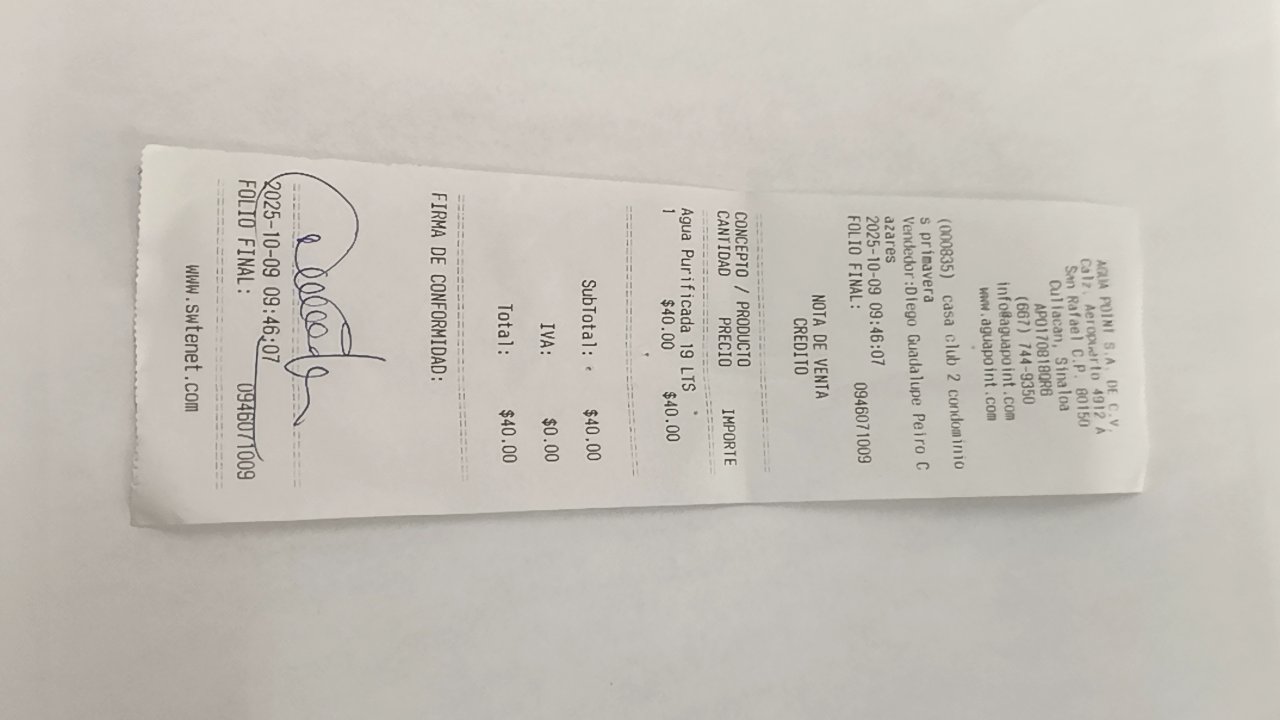 AGUA POINT S.A. DE C.V.
Calz. Aeropuerto 4912 A
San Rafael C.P. 80150
Culiacan, Sinaloa
APO170818QR6
(667) 744-9350
info@aguapoint.com
www.aguapoint.com
(000835) casa club 2 condominio
s primavera
Vendedor:Diego Guadalupe Peiro C
azares
2025-10-09 09:46:07
FOLIO FINAL: 0946071009
NOTA DE VENTA
CREDITO
CONCEPTO / PRODUCTO
CANTIDAD PRECIO IMPORTE
Agua Purificada 19 LTS
1 $40.00 $40.00
SubTotal: $40.00
IVA: $0.00
Total: $40.00
FIRMA DE CONFORMIDAD:
2025-10-09 09:46:07
FOLIO FINAL: 0946071009
www.swtenet.com